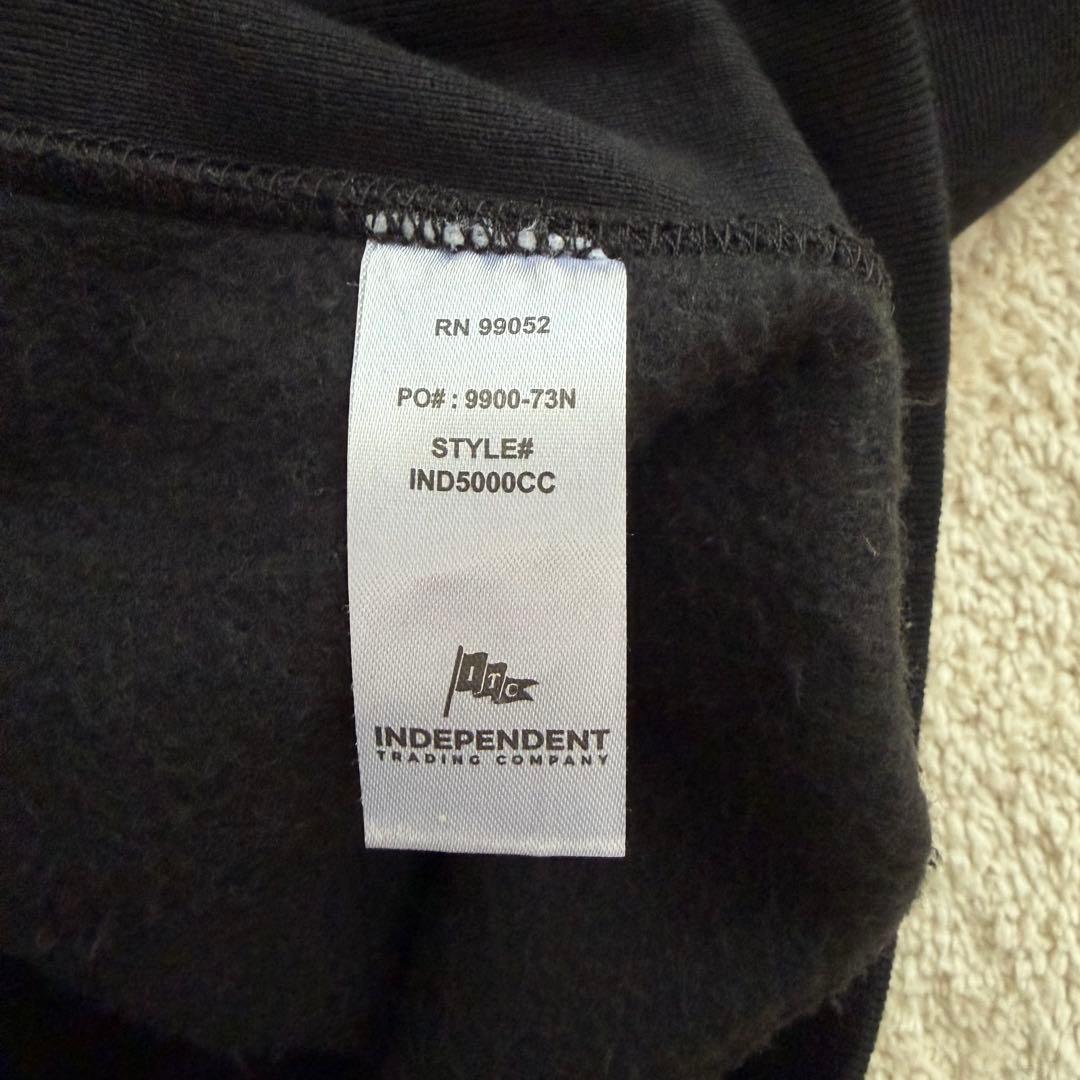 RN 99052
PO# : 9900-73N
STYLE#
IND5000CC
ITC
INDEPENDENT
TRADING COMPANY